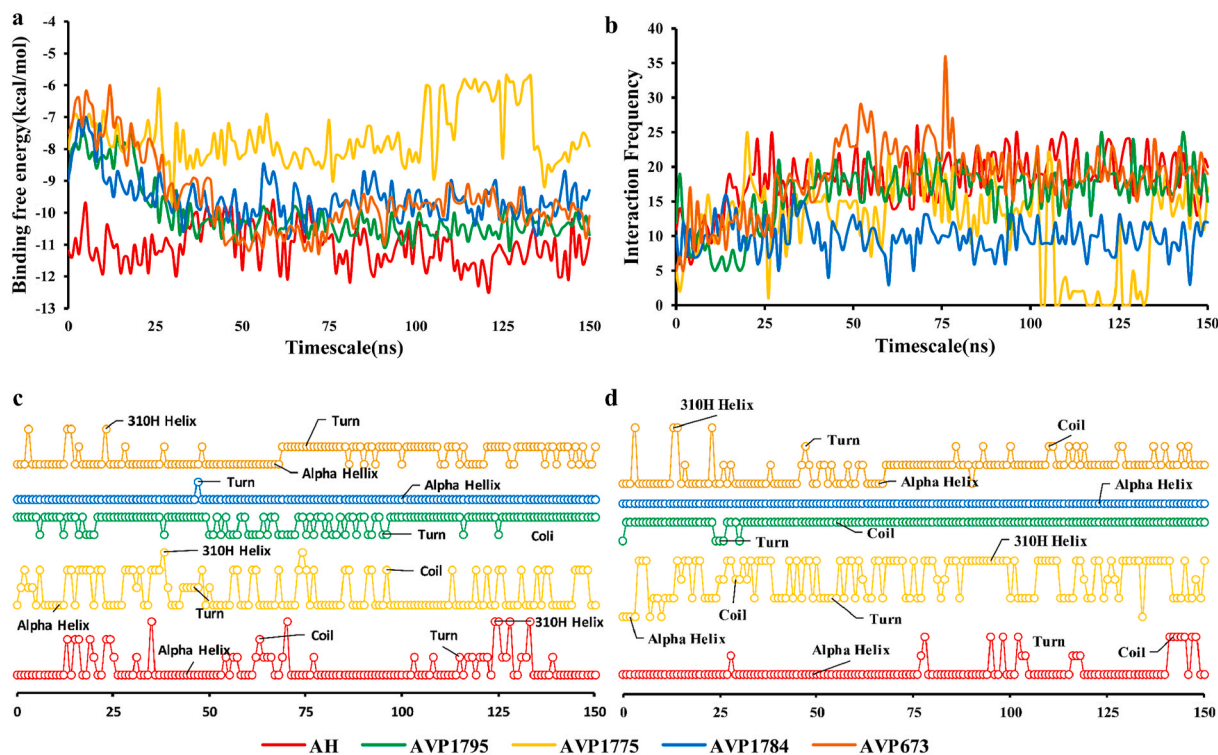 a
Binding free energy(kcal/mol)
-4
-5
-6
-7
-8
-9
-10
-11
-12
-13
0
25
50
75
100
125
150
Timescale(ns)
b
Interaction Frequency
40
35
30
25
20
15
10
5
0
0
25
50
75
100
125
150
Timescale(ns)
c
310H Helix
Turn
Alpha Hellix
Turn
Alpha Hellix
Turn
Coli
310H Helix
Coil
Turn
Alpha Helix
Coil
Turn
310H Helix
Alpha Helix
0
25
50
75
100
125
150
d
310H Helix
Turn
Coil
Alpha Helix
Alpha Helix
Coil
Turn
310H Helix
Coil
Turn
Alpha Helix
Alpha Helix
Turn
Coil
0
25
50
75
100
125
150
AH
AVP1795
AVP1775
AVP1784
AVP673